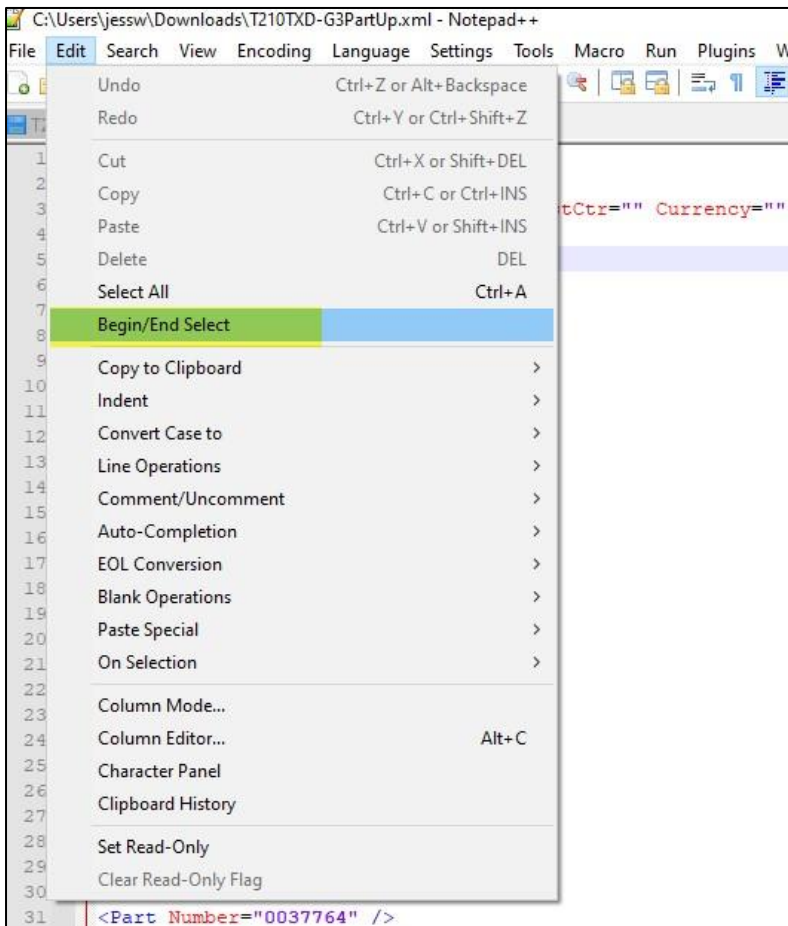 C:\Users\jessw\Downloads\T210TXD-G3PartUp.xml - Notepad++
File Edit Search View Encoding Language Settings Tools Macro Run Plugins
Undo Ctrl+Z or Alt+Backspace
Redo Ctrl+Y or Ctrl+Shift+Z
1 Cut Ctrl+X or Shift+DEL
2 Copy Ctrl+C or Ctrl+INS
3 tCtr="" Currency=""
4 Paste Ctrl+V or Shift+INS
5 Delete DEL
6 Select All Ctrl+A
7 Begin/End Select
8
9 Copy to Clipboard >
10 Indent >
11
12 Convert Case to >
13 Line Operations >
14 Comment/Uncomment >
15
16 Auto-Completion >
17 EOL Conversion >
18 Blank Operations >
19
20 Paste Special >
21 On Selection >
22
23 Column Mode...
24 Column Editor... Alt+C
25 Character Panel
26 Clipboard History
27
28 Set Read-Only
29 Clear Read-Only Flag
30
31 <Part Number="0037764" />